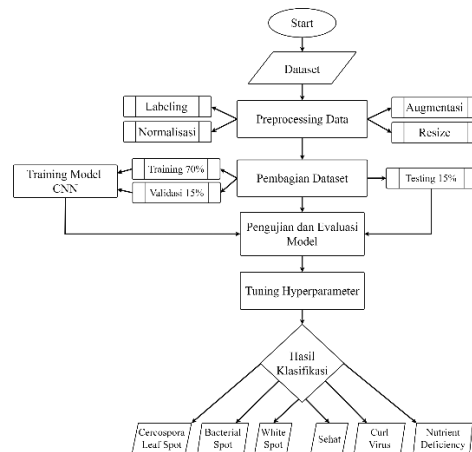 Start
Dataset
Labeling
Normalisasi
Preprocessing Data
Augmentasi
Resize
Training Model
CNN
Training 70%
Validasi 15%
Pembagian Dataset
Testing 15%
Pengujian dan Evaluasi
Model
Tuning Hyperparameter
Hasil
Klasifikasi
Cercospora
Leaf Spot
Bacterial
Spot
White
Spot
Sehat
Curl
Virus
Nutrient
Deficiency